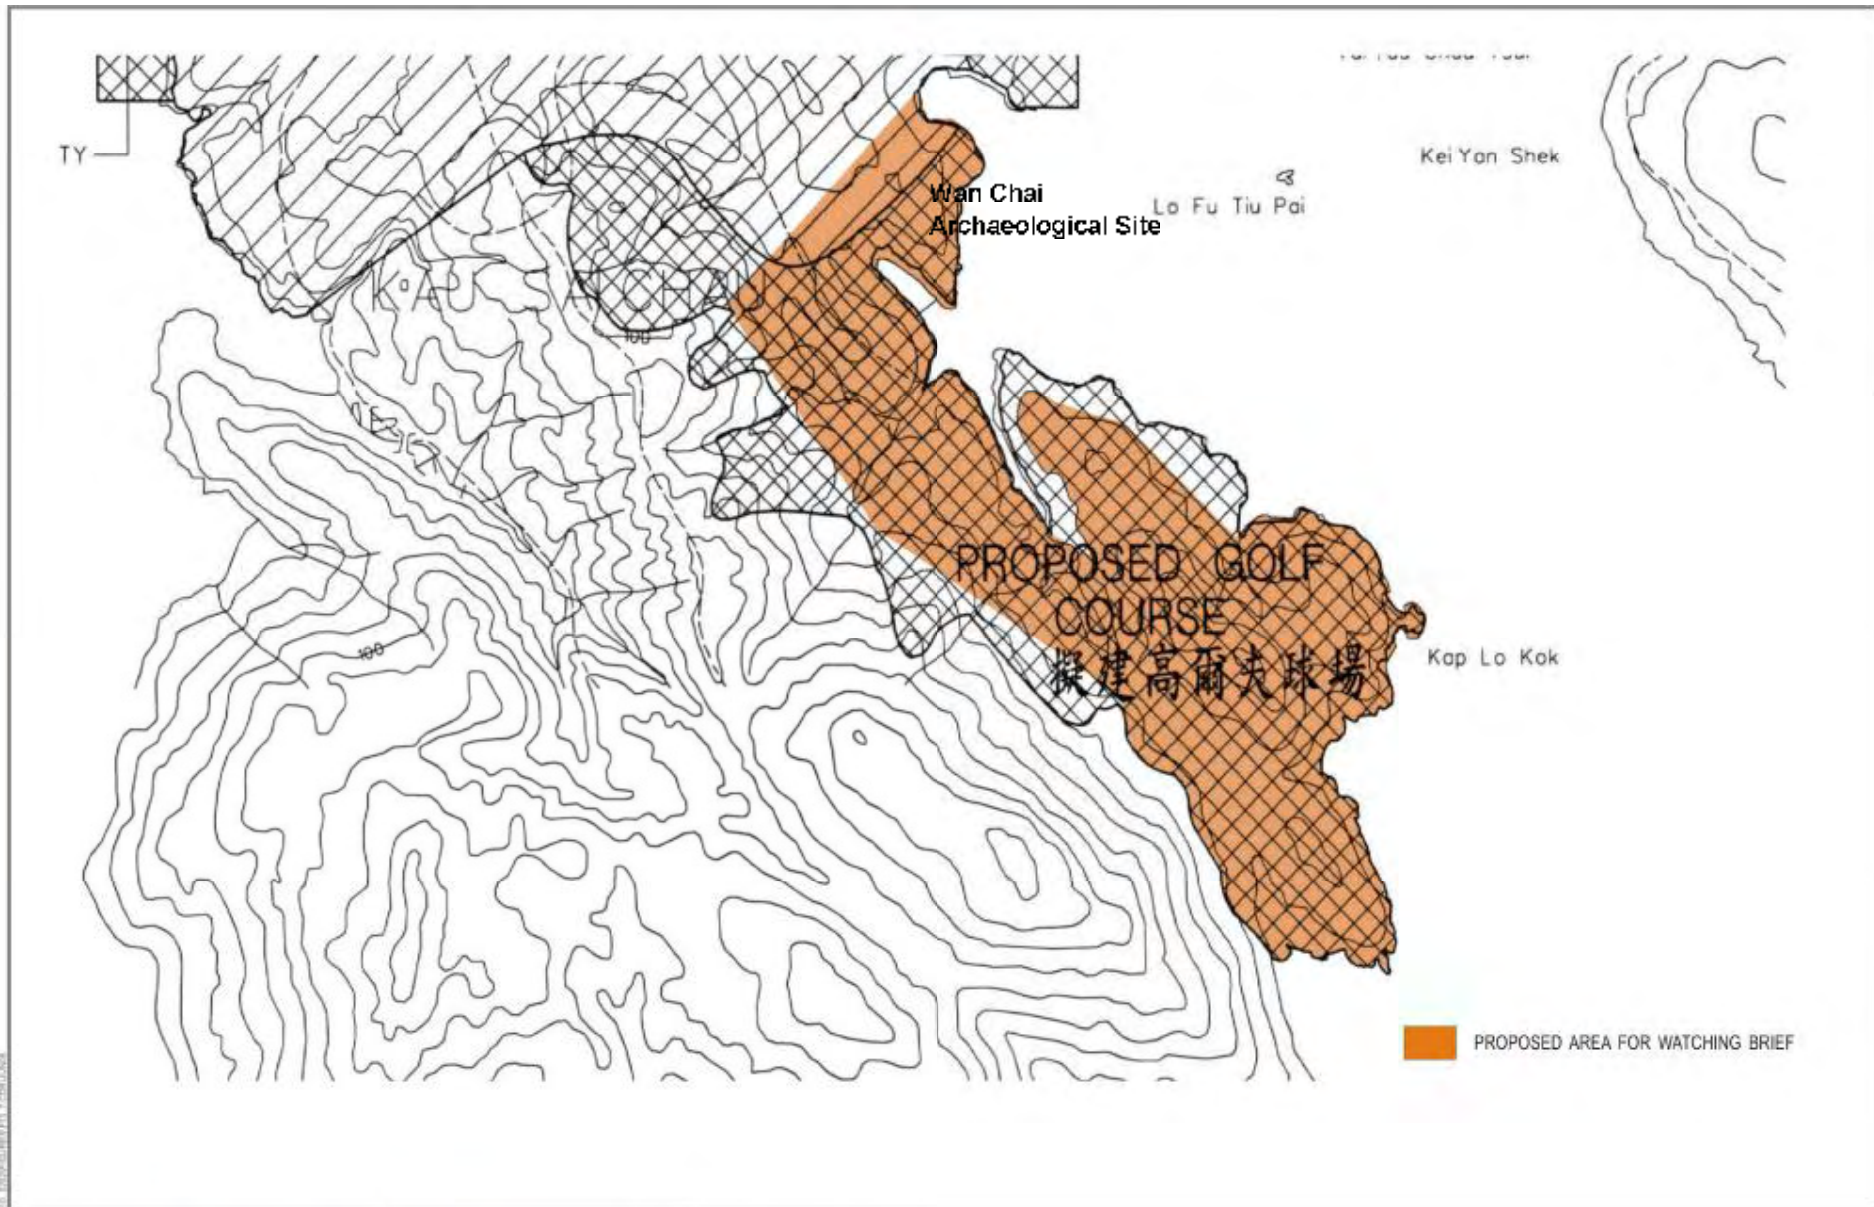 TY
Kei Yan Shek
Lo Fu Tiu Pai
Wan Chai
Archaeological Site
KAU SAI CHAU
100
PROPOSED GOLF
COURSE
擬建高爾夫球場
Kap Lo Kok
100
PROPOSED AREA FOR WATCHING BRIEF